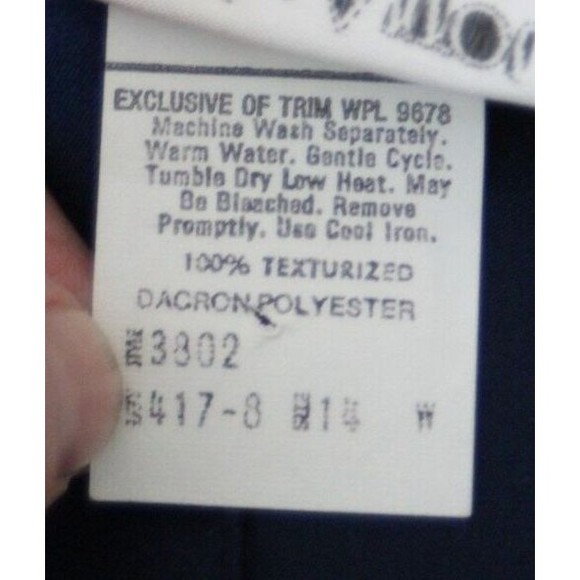 EXCLUSIVE OF TRIM WPL 9678
Machine Wash Separately.
Warm Water. Gentle Cycle.
Tumble Dry Low Heat. May
Be Bleached. Remove
Promptly. Use Cool Iron.
100% TEXTURIZED
DACRON POLYESTER
STYLE 3802
417-8 14 W